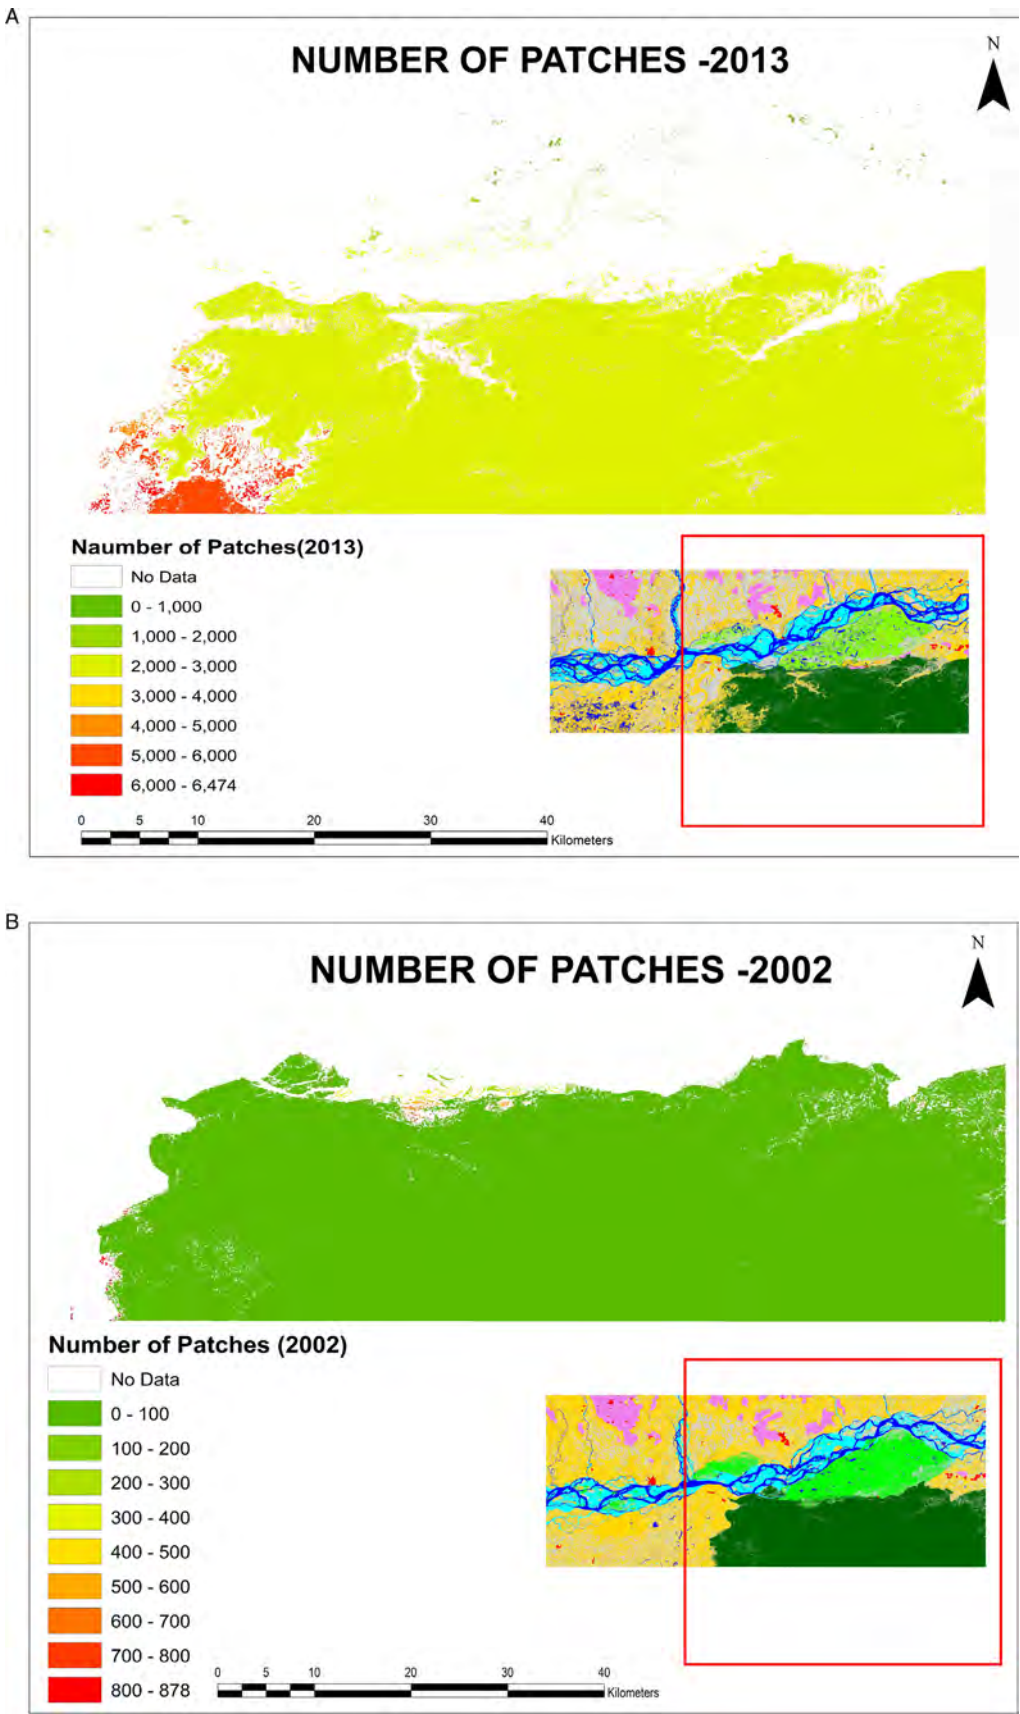 A
NUMBER OF PATCHES -2013
N
Naumber of Patches(2013)
No Data
0 - 1,000
1,000 - 2,000
2,000 - 3,000
3,000 - 4,000
4,000 - 5,000
5,000 - 6,000
6,000 - 6,474
0 5 10 20 30 40
Kilometers
B
NUMBER OF PATCHES -2002
N
Number of Patches (2002)
No Data
0 - 100
100 - 200
200 - 300
300 - 400
400 - 500
500 - 600
600 - 700
700 - 800
800 - 878
0 5 10 20 30 40
Kilometers